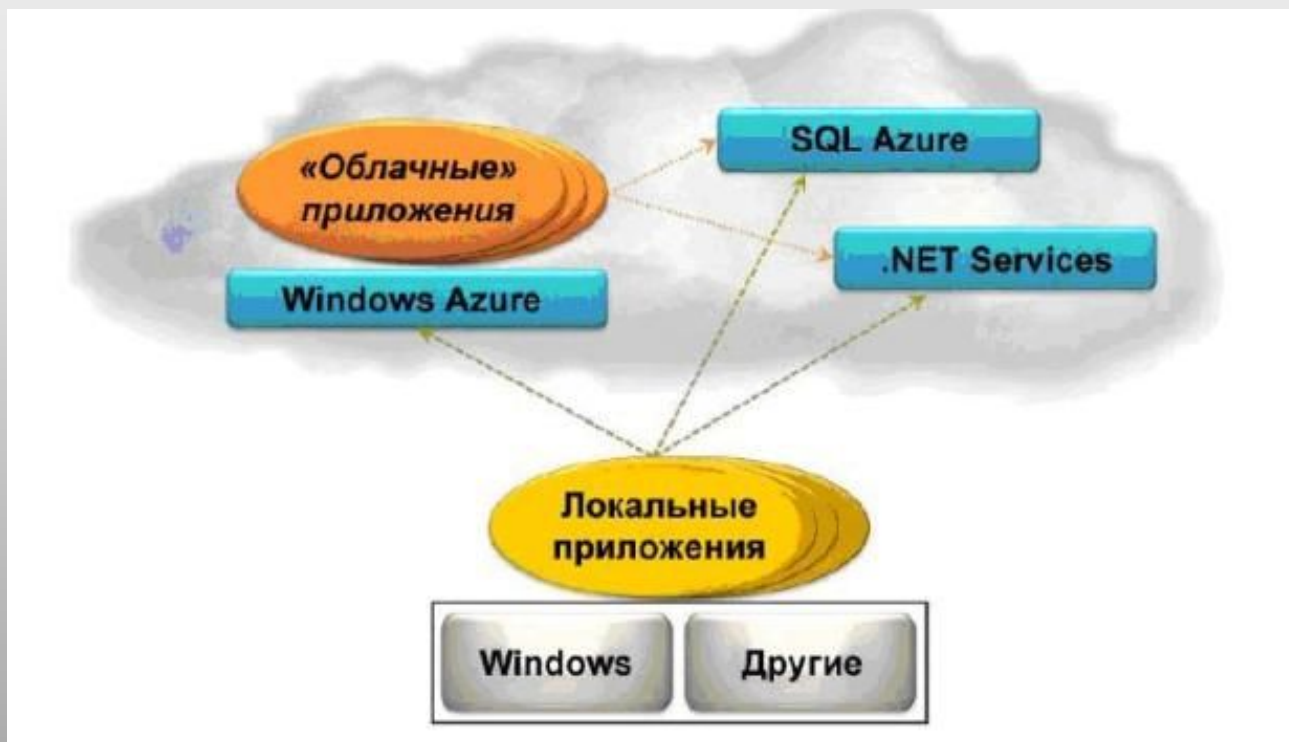 SQL Azure
«Облачные»
приложения
.NET Services
Windows Azure
Локальные
приложения
Windows
Другие